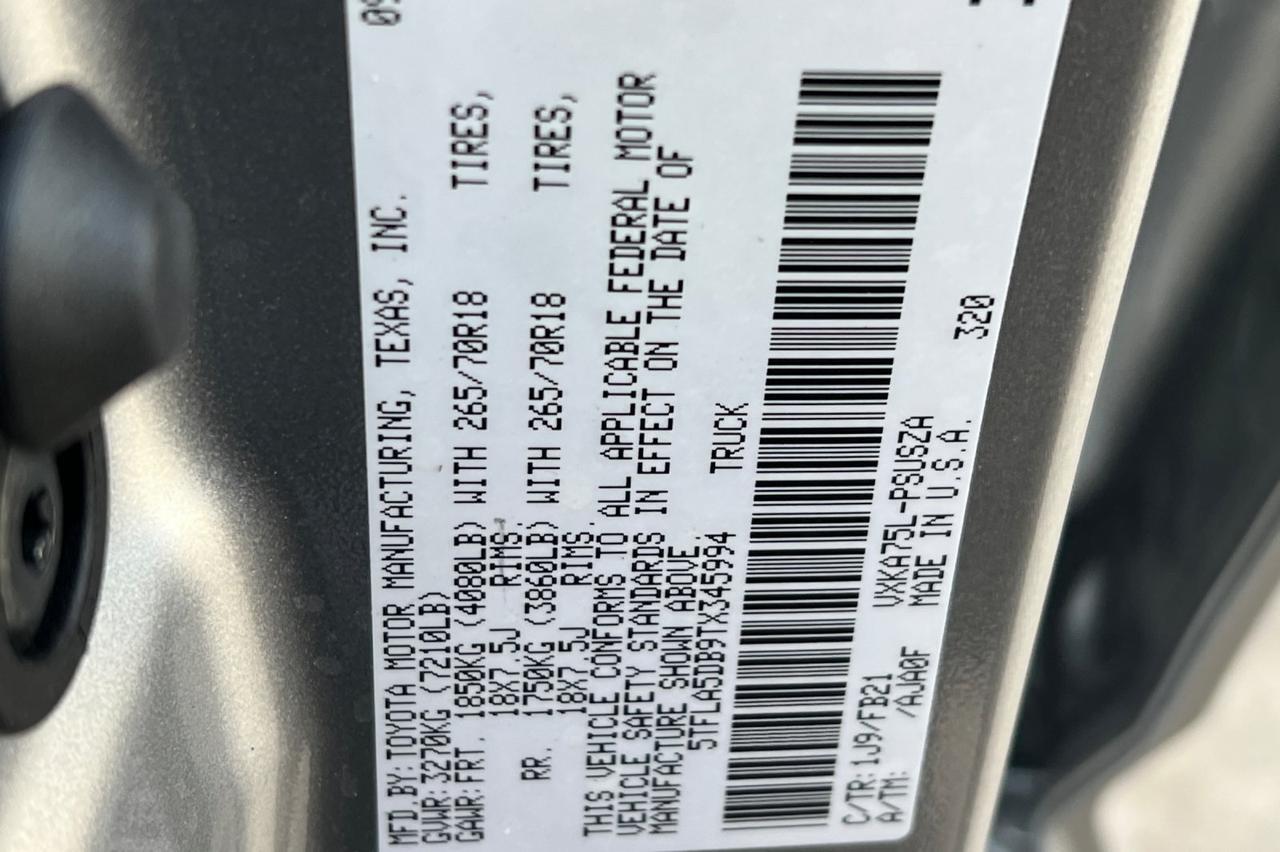 09
MFD.BY:TOYOTA MOTOR MANUFACTURING, TEXAS, INC.
GVWR:3270KG (7210LB)
GAWR:FRT. 1850KG (4080LB) WITH 265/70R18 TIRES,
18X7.5J RIMS.
RR. 1750KG (3860LB) WITH 265/70R18 TIRES,
18X7.5J RIMS.
THIS VEHICLE CONFORMS TO ALL APPLICABLE FEDERAL MOTOR
VEHICLE SAFETY STANDARDS IN EFFECT ON THE DATE OF
MANUFACTURE SHOWN ABOVE.
5TFLA5DB9TX345994 TRUCK
C/TR:1J9/FB21 VXKA75L-PSUSZA
A/TM: /AJA0F MADE IN U.S.A. 320